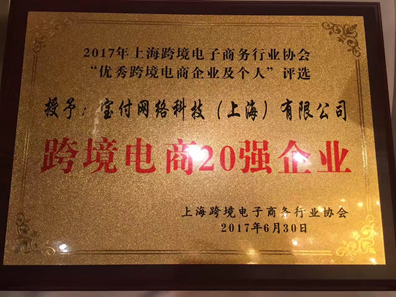 2017年上海跨境电子商务行业协会
“优秀跨境电商企业及个人”评选
授予：宝付网络科技（上海）有限公司
跨境电商20强企业
上海跨境电子商务行业协会
2017年6月30日